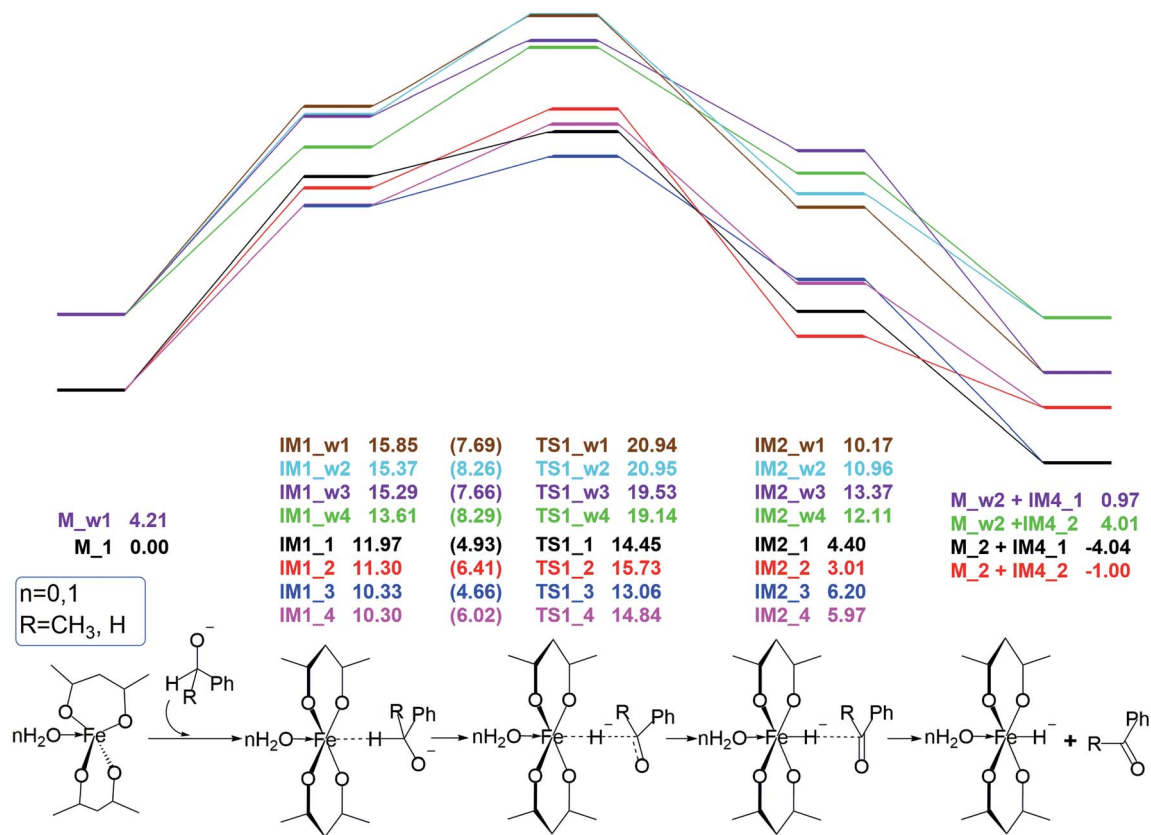 IM1_w1 15.85 (7.69) TS1_w1 20.94 IM2_w1 10.17
IM1_w2 15.37 (8.26) TS1_w2 20.95 IM2_w2 10.96
IM1_w3 15.29 (7.66) TS1_w3 19.53 IM2_w3 13.37
IM1_w4 13.61 (8.29) TS1_w4 19.14 IM2_w4 12.11
IM1_1 11.97 (4.93) TS1_1 14.45 IM2_1 4.40
IM1_2 11.30 (6.41) TS1_2 15.73 IM2_2 3.01
IM1_3 10.33 (4.66) TS1_3 13.06 IM2_3 6.20
IM1_4 10.30 (6.02) TS1_4 14.84 IM2_4 5.97
M_w1 4.21
M_1 0.00
M_w2 + IM4_1 0.97
M_w2 +IM4_2 4.01
M_2 + IM4_1 -4.04
M_2 + IM4_2 -1.00
n=0,1
R=CH₃, H
O O nH₂O Fe O O
O⁻ H R Ph
O O nH₂O Fe H R Ph O⁻ O O
O O nH₂O Fe H⁻ R Ph O O O
O O nH₂O Fe H⁻ R Ph O O O
O O nH₂O Fe H⁻ O O
+
Ph R O